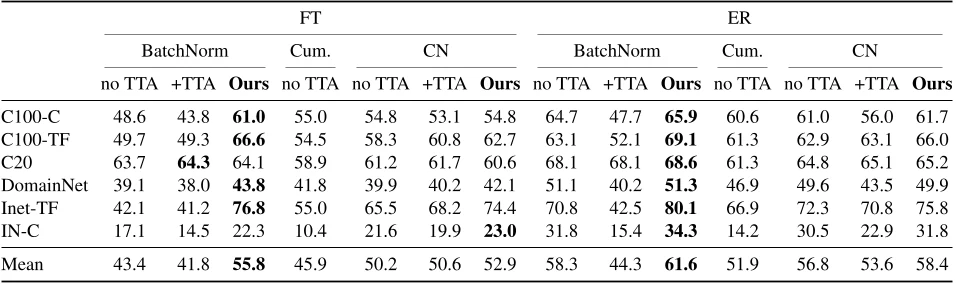 FT ER
BatchNorm Cum. CN BatchNorm Cum. CN
no TTA +TTA Ours no TTA no TTA +TTA Ours no TTA +TTA Ours no TTA no TTA +TTA Ours
C100-C 48.6 43.8 61.0 55.0 54.8 53.1 54.8 64.7 47.7 65.9 60.6 61.0 56.0 61.7
C100-TF 49.7 49.3 66.6 54.5 58.3 60.8 62.7 63.1 52.1 69.1 61.3 62.9 63.1 66.0
C20 63.7 64.3 64.1 58.9 61.2 61.7 60.6 68.1 68.1 68.6 61.3 64.8 65.1 65.2
DomainNet 39.1 38.0 43.8 41.8 39.9 40.2 42.1 51.1 40.2 51.3 46.9 49.6 43.5 49.9
Inet-TF 42.1 41.2 76.8 55.0 65.5 68.2 74.4 70.8 42.5 80.1 66.9 72.3 70.8 75.8
IN-C 17.1 14.5 22.3 10.4 21.6 19.9 23.0 31.8 15.4 34.3 14.2 30.5 22.9 31.8
Mean 43.4 41.8 55.8 45.9 50.2 50.6 52.9 58.3 44.3 61.6 51.9 56.8 53.6 58.4